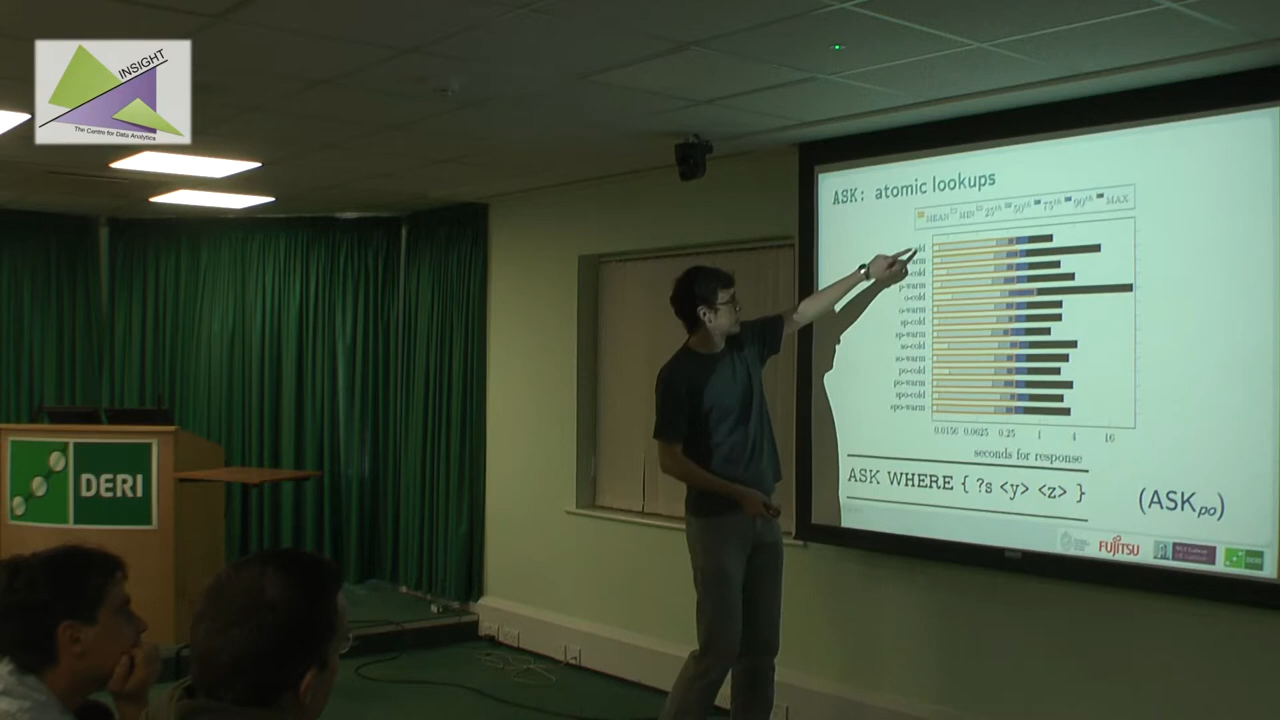 INSIGHT
The Centre for Data Analytics
ASK: atomic lookups
MEAN MIN 25th 50th 75th 90th MAX
p-cold
p-warm
o-cold
o-warm
sp-cold
sp-warm
so-cold
so-warm
po-cold
po-warm
spo-cold
spo-warm
0.0156 0.0625 0.25 1 4 16
seconds for response
ASK WHERE { ?s <y> <z> }
(ASKpo)
FUJITSU
DERI
DERI